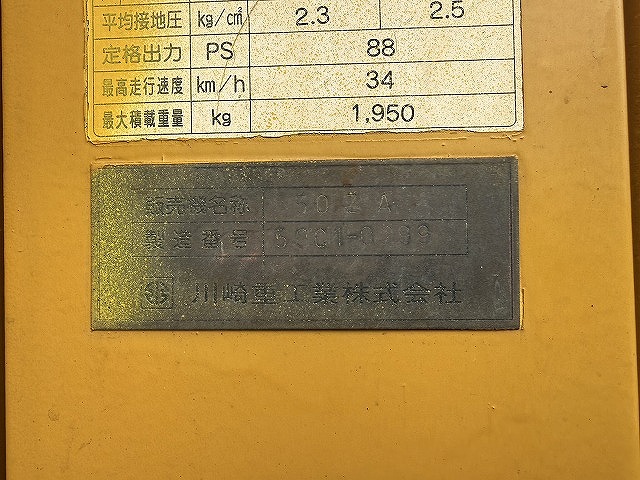 平均接地圧 kg/c㎡ 2.3 2.5
定格出力 PS 88
最高走行速度 km/h 34
最大積載重量 kg 1,950
販売機名称 50ZA
製造番号
川崎重工業株式会社